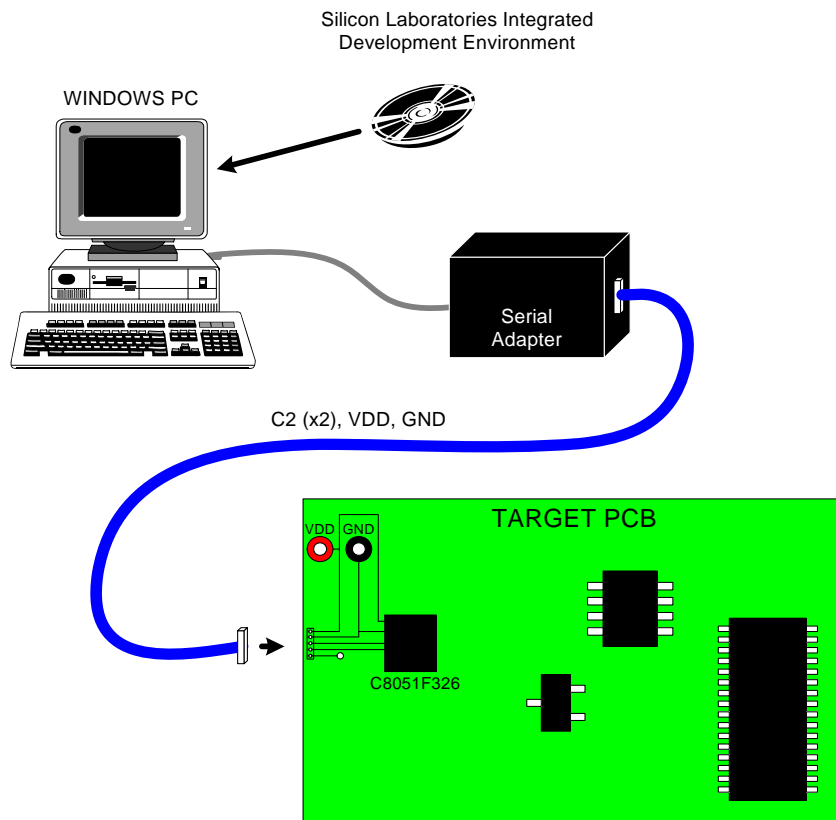 Silicon Laboratories Integrated
Development Environment
WINDOWS PC
Serial
Adapter
C2 (x2), VDD, GND
TARGET PCB
VDD
GND
C8051F326